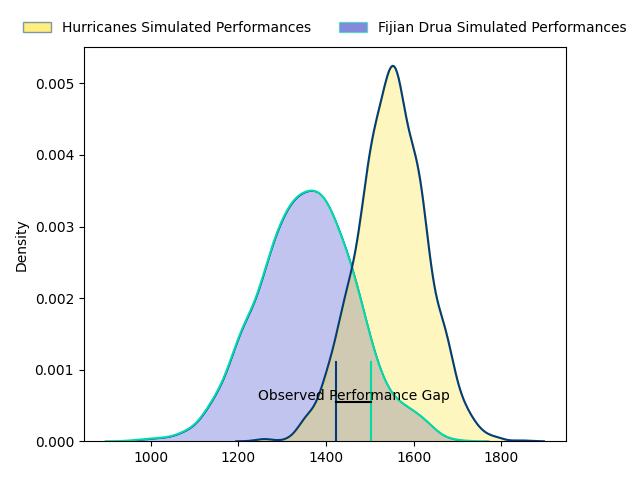 Hurricanes Simulated Performances
Fijian Drua Simulated Performances
Density
0.005
0.004
0.003
0.002
0.001
0.000
Observed Performance Gap
1000 1200 1400 1600 1800